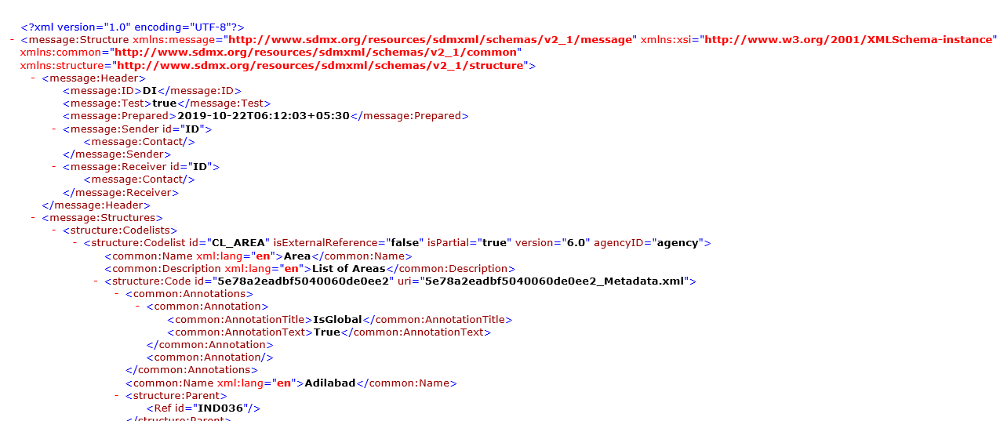 <?xml version="1.0" encoding="UTF-8"?>
- <message:Structure xmlns:message="http://www.sdmx.org/resources/sdmxml/schemas/v2_1/message" xmlns:xsi="http://www.w3.org/2001/XMLSchema-instance"
xmlns:common="http://www.sdmx.org/resources/sdmxml/schemas/v2_1/common"
xmlns:structure="http://www.sdmx.org/resources/sdmxml/schemas/v2_1/structure">
- <message:Header>
<message:ID>DI</message:ID>
<message:Test>true</message:Test>
<message:Prepared>2019-10-22T06:12:03+05:30</message:Prepared>
- <message:Sender id="ID">
<message:Contact/>
</message:Sender>
- <message:Receiver id="ID">
<message:Contact/>
</message:Receiver>
</message:Header>
- <message:Structures>
- <structure:Codelists>
- <structure:Codelist id="CL_AREA" isExternalReference="false" isPartial="true" version="6.0" agencyID="agency">
<common:Name xml:lang="en">Area</common:Name>
<common:Description xml:lang="en">List of Areas</common:Description>
- <structure:Code id="5e78a2eadbf5040060de0ee2" uri="5e78a2eadbf5040060de0ee2_Metadata.xml">
- <common:Annotations>
- <common:Annotation>
<common:AnnotationTitle>IsGlobal</common:AnnotationTitle>
<common:AnnotationText>True</common:AnnotationText>
</common:Annotation>
<common:Annotation/>
</common:Annotations>
<common:Name xml:lang="en">Adilabad</common:Name>
- <structure:Parent>
<Ref id="IND036"/>
</structure:Parent>